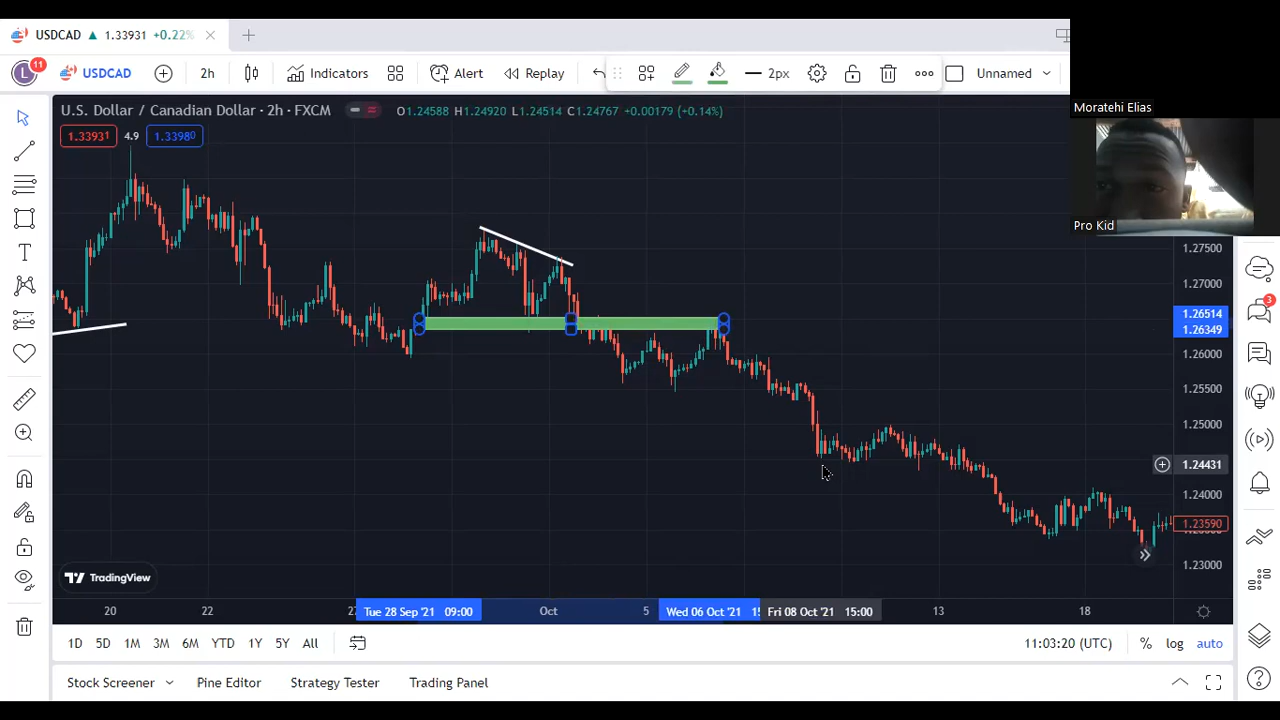 USDCAD ▲ 1.33931 +0.22%
L 11 USDCAD 2h Indicators Alert Replay 2px Unnamed
Moratehi Elias
Pro Kid
U.S. Dollar / Canadian Dollar · 2h · FXCM O1.24588 H1.24920 L1.24514 C1.24767 +0.00179 (+0.14%)
1.33931 4.9 1.33980
1.27500
1.27000
1.26514
1.26349
1.26000
1.25500
1.25000
1.24431
1.24000
1.23590
1.23000
3
TradingView
20 22 Tue 28 Sep '21 09:00 Oct 5 Wed 06 Oct '21 Fri 08 Oct '21 15:00 13 18
1D 5D 1M 3M 6M YTD 1Y 5Y All 11:03:20 (UTC) % log auto
Stock Screener Pine Editor Strategy Tester Trading Panel